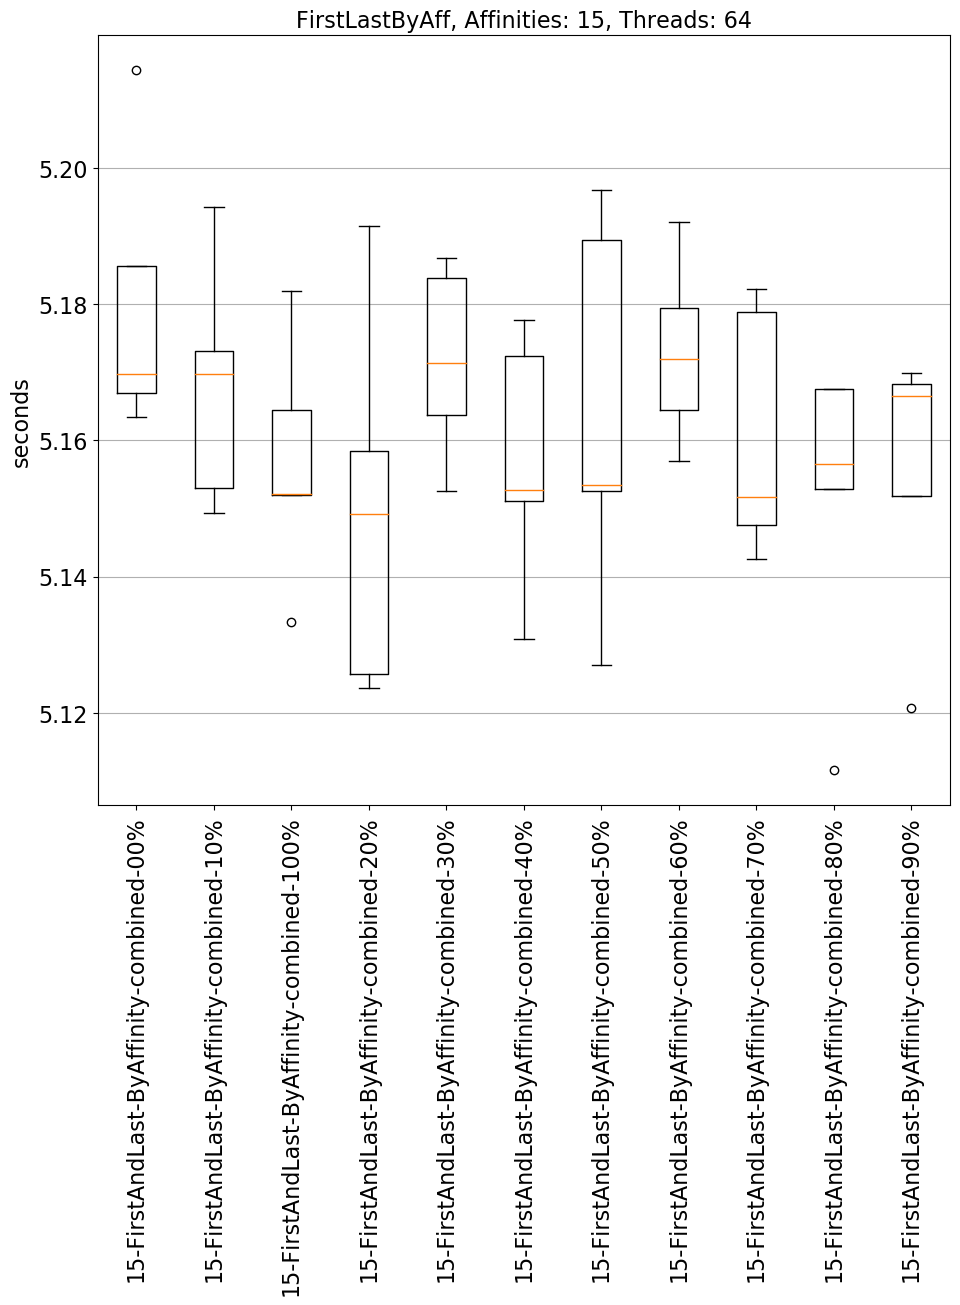 FirstLastByAff, Affinities: 15, Threads: 64
5.20
5.18
5.16
5.14
5.12
seconds
15-FirstAndLast-ByAffinity-combined-00%
15-FirstAndLast-ByAffinity-combined-10%
15-FirstAndLast-ByAffinity-combined-100%
15-FirstAndLast-ByAffinity-combined-20%
15-FirstAndLast-ByAffinity-combined-30%
15-FirstAndLast-ByAffinity-combined-40%
15-FirstAndLast-ByAffinity-combined-50%
15-FirstAndLast-ByAffinity-combined-60%
15-FirstAndLast-ByAffinity-combined-70%
15-FirstAndLast-ByAffinity-combined-80%
15-FirstAndLast-ByAffinity-combined-90%